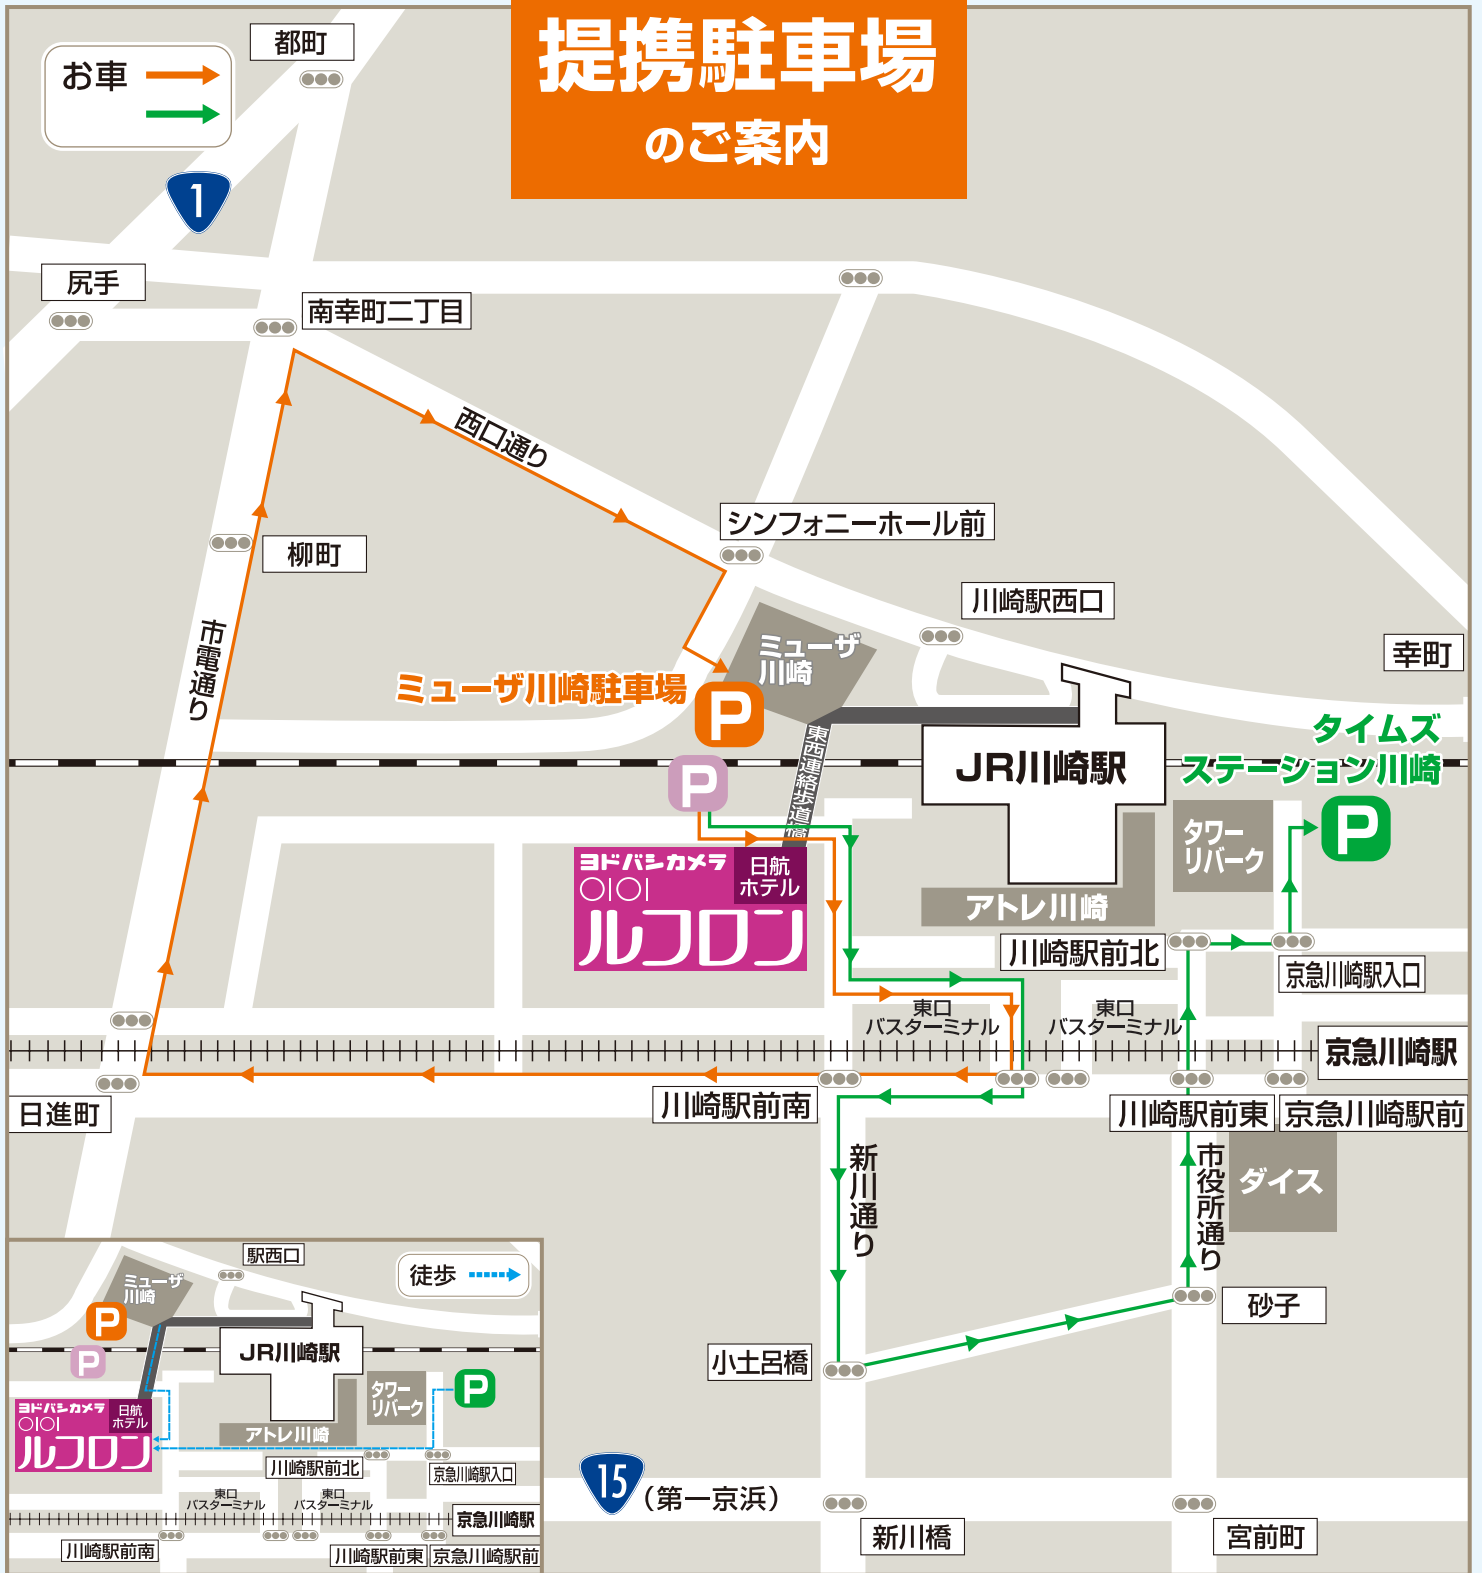 提携駐車場
のご案内
お車
都町
1
尻手
南幸町二丁目
西口通り
シンフォニーホール前
柳町
川崎駅西口
幸町
市電通り
ミューザ
川崎
ミューザ川崎駐車場
P
P
東西連絡歩道橋
JR川崎駅
タイムズ
ステーション川崎
P
タワー
リバーク
ヨドバシカメラ
○|○|
ルフロン
日航
ホテル
アトレ川崎
川崎駅前北
京急川崎駅入口
東口
バスターミナル
東口
バスターミナル
京急川崎駅
日進町
川崎駅前南
川崎駅前東
京急川崎駅前
新川通り
市役所通り
ダイス
砂子
小土呂橋
15
(第一京浜)
新川橋
宮前町
駅西口
徒歩
ミューザ
川崎
P
P
JR川崎駅
タワー
リバーク
P
ヨドバシカメラ
○|○|
ルフロン
日航
ホテル
アトレ川崎
川崎駅前北
京急川崎駅入口
東口
バスターミナル
東口
バスターミナル
京急川崎駅
川崎駅前南
川崎駅前東
京急川崎駅前